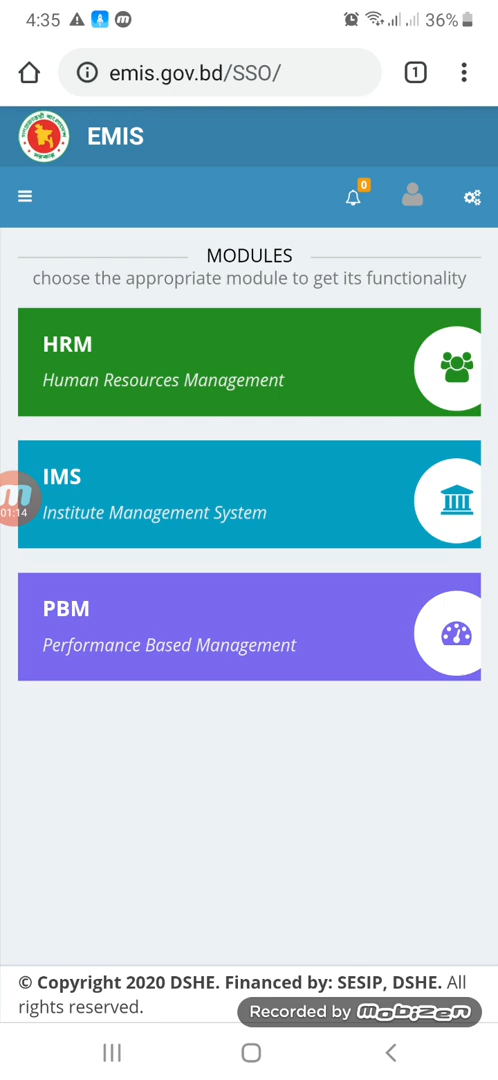 4:35
36%
emis.gov.bd/SSO/
1
EMIS
0
MODULES
choose the appropriate module to get its functionality
HRM
Human Resources Management
IMS
01:14
Institute Management System
PBM
Performance Based Management
© Copyright 2020 DSHE. Financed by: SESIP, DSHE. All
rights reserved.
Recorded by mobizen